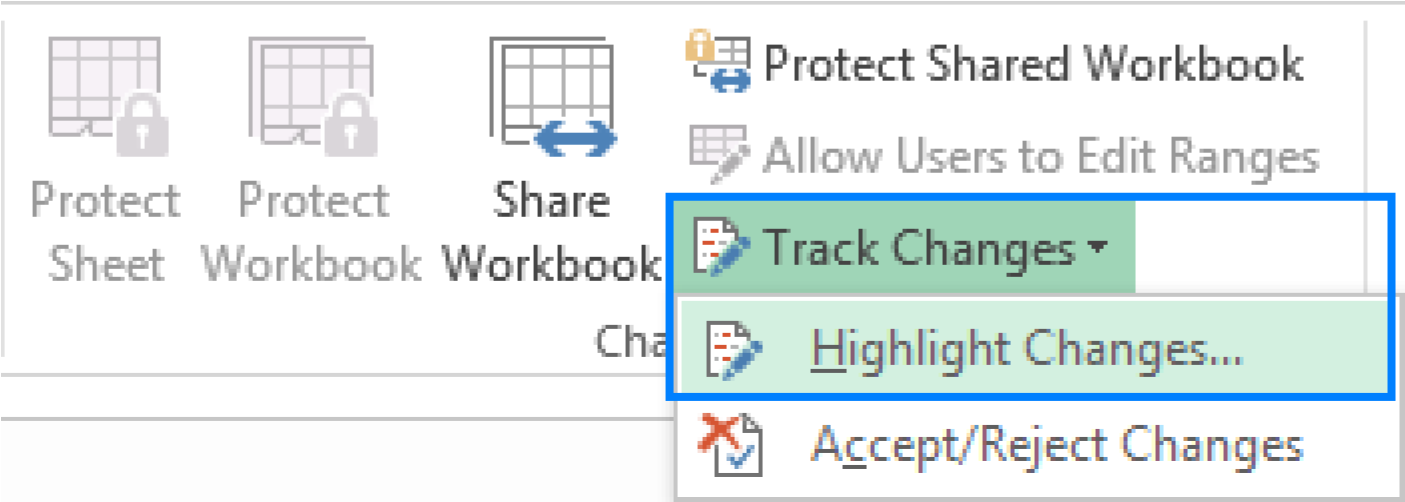 Protect
Sheet
Protect
Workbook
Share
Workbook
Protect Shared Workbook
Allow Users to Edit Ranges
Track Changes
Highlight Changes...
Accept/Reject Changes